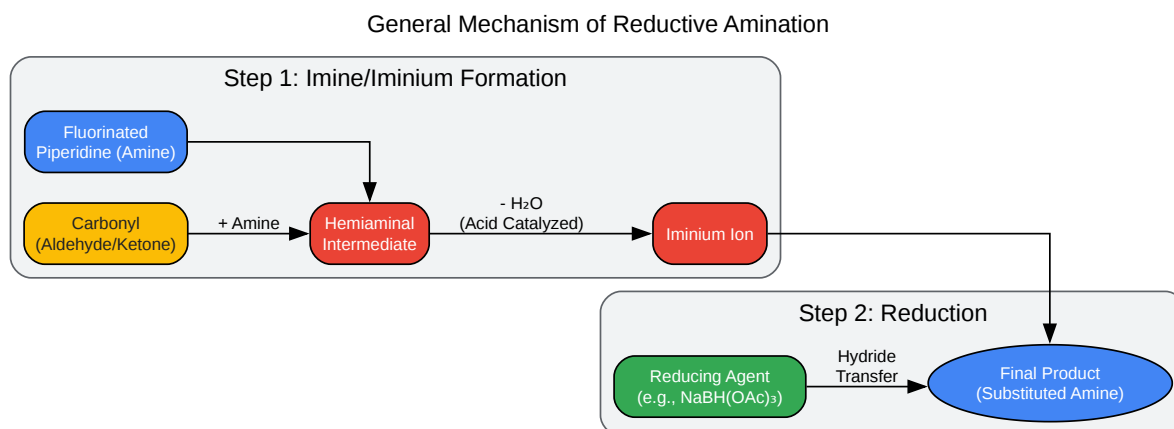 General Mechanism of Reductive Amination
Step 1: Imine/Iminium Formation
Fluorinated
Piperidine (Amine)
Carbonyl
(Aldehyde/Ketone)
+ Amine
Hemiaminal
Intermediate
- H₂O
(Acid Catalyzed)
Iminium Ion
Step 2: Reduction
Reducing Agent
(e.g., NaBH(OAc)₃)
Hydride
Transfer
Final Product
(Substituted Amine)